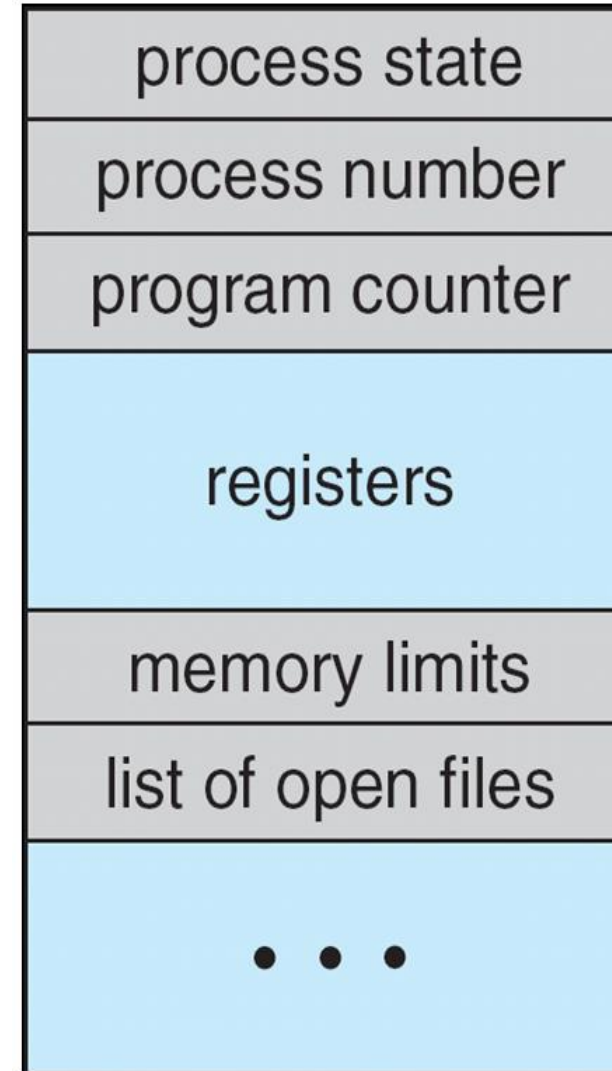 process state
process number
program counter
registers
memory limits
list of open files
• • •